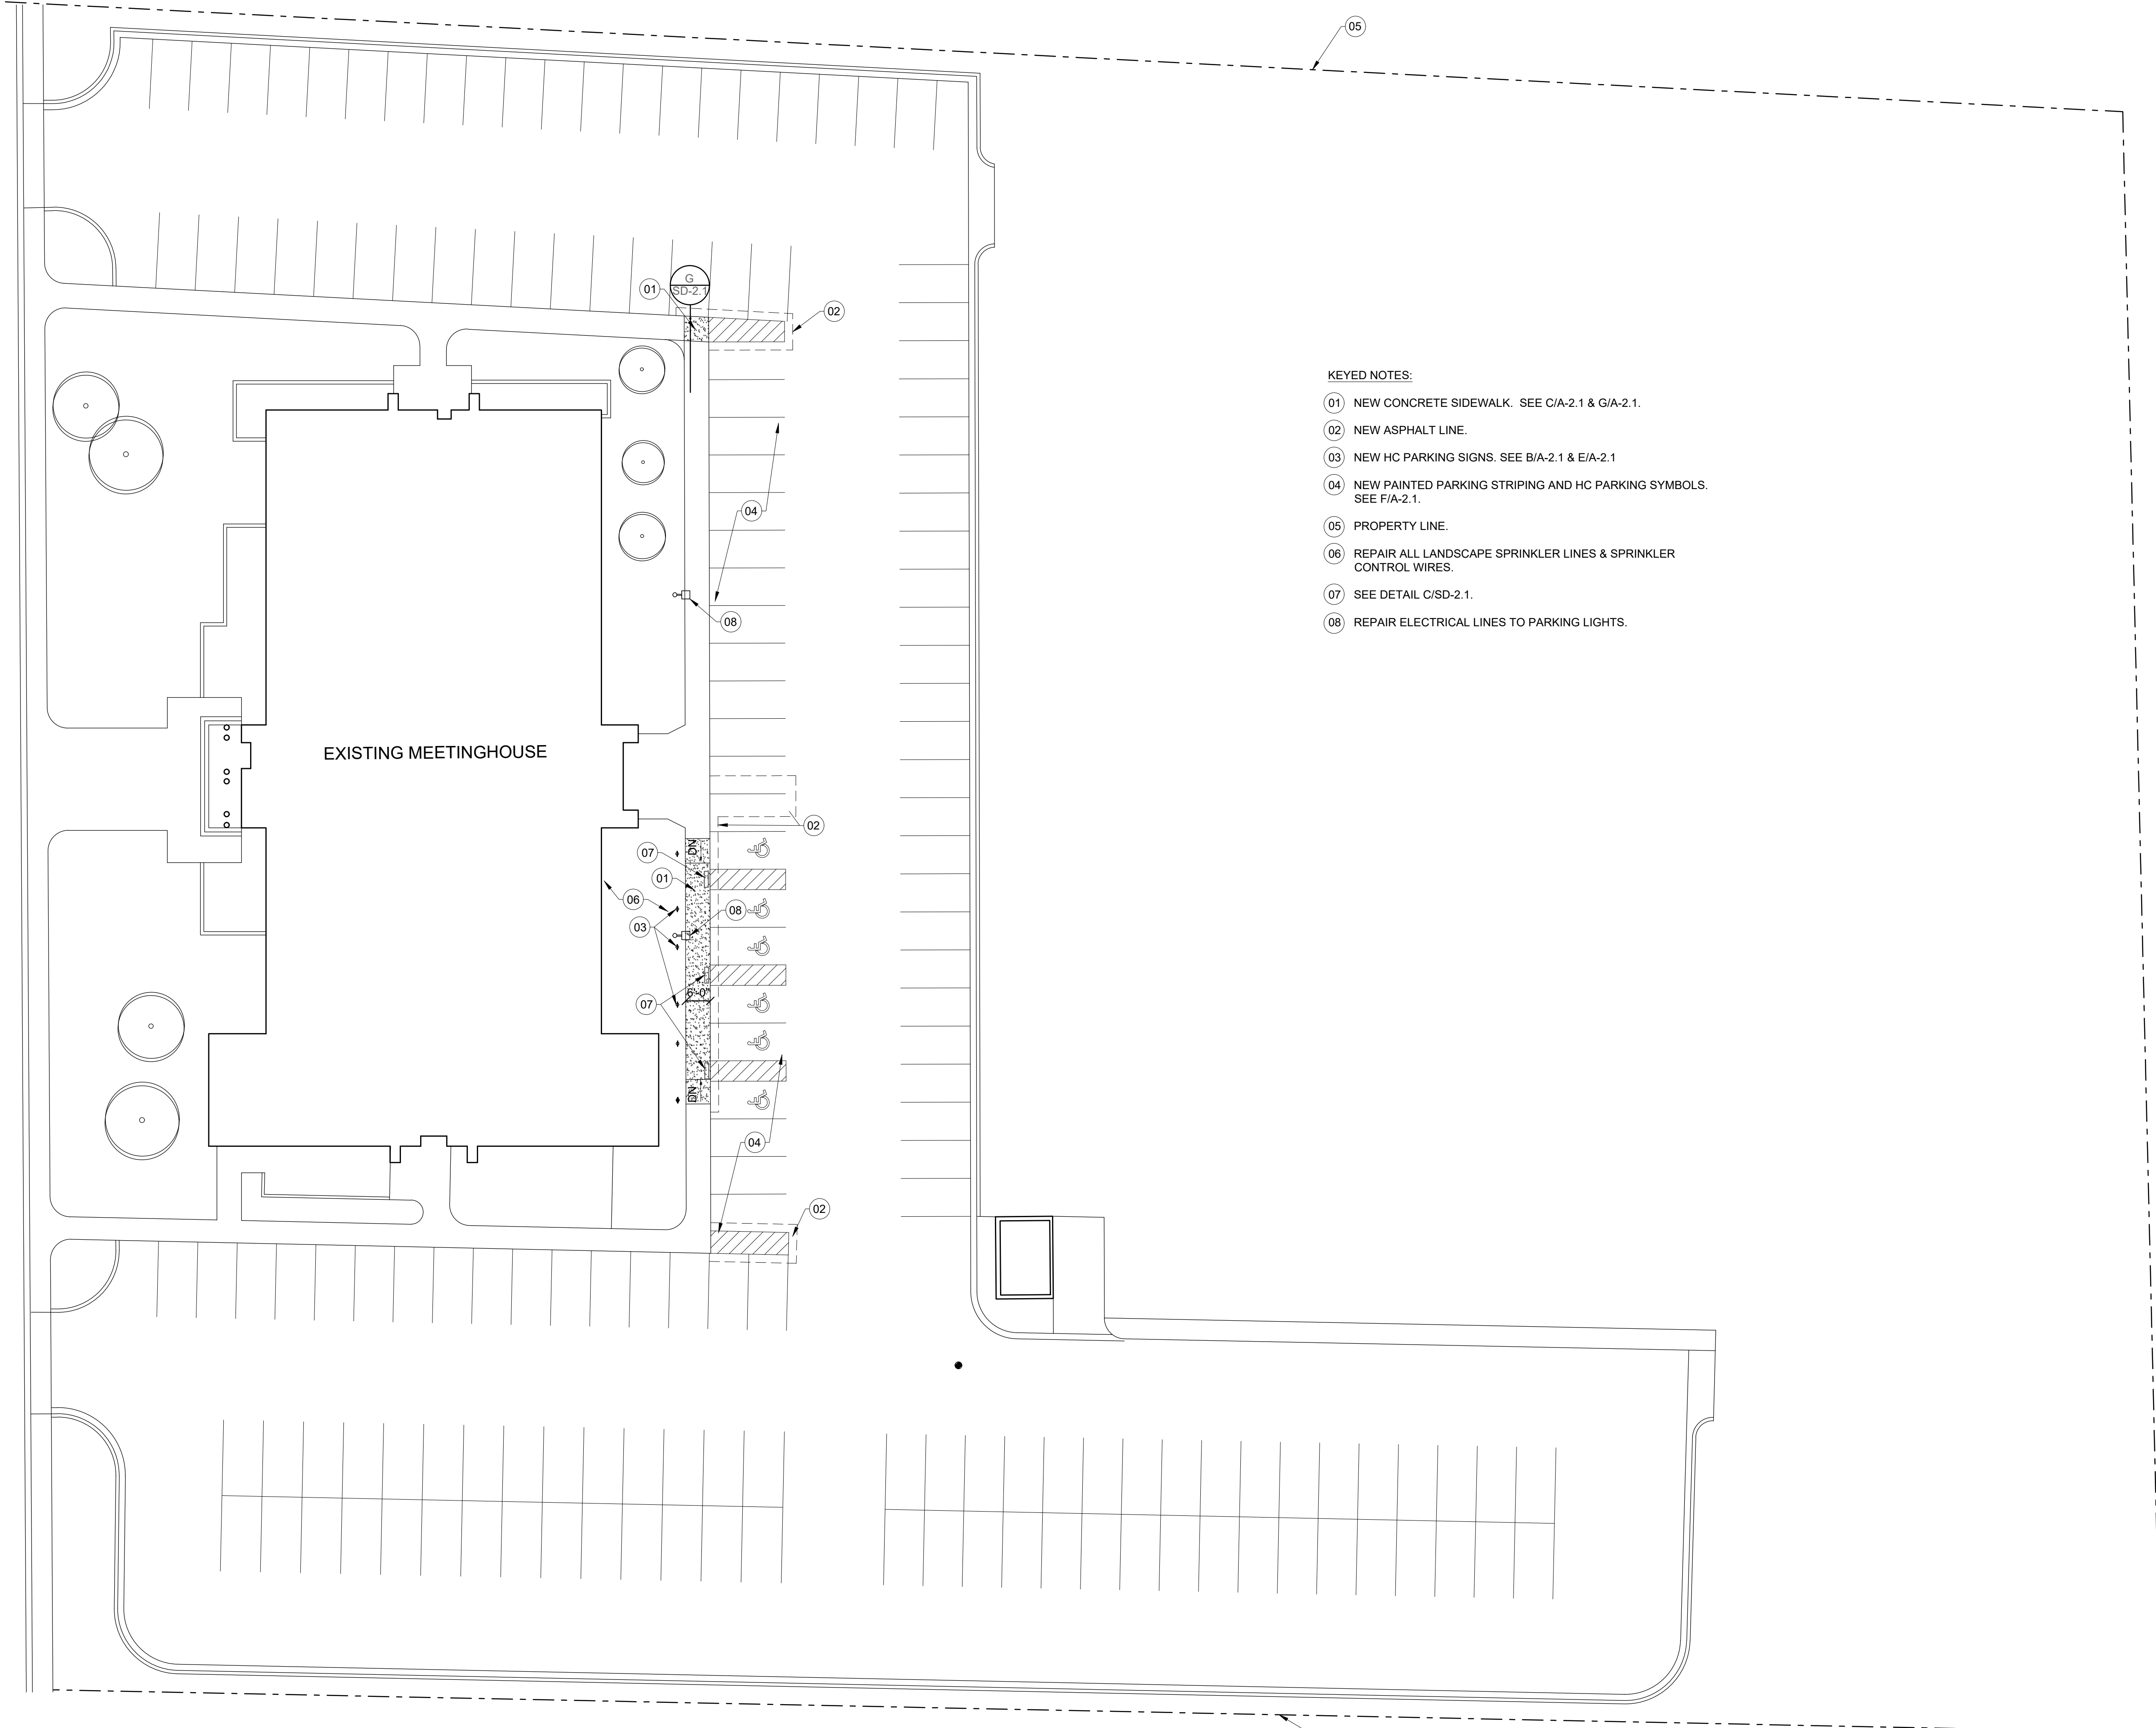 05
G
SD-2.1
01
02
KEYED NOTES:
01 NEW CONCRETE SIDEWALK. SEE C/A-2.1 & G/A-2.1.
02 NEW ASPHALT LINE.
03 NEW HC PARKING SIGNS. SEE B/A-2.1 & E/A-2.1
04 NEW PAINTED PARKING STRIPING AND HC PARKING SYMBOLS.
SEE F/A-2.1.
05 PROPERTY LINE.
06 REPAIR ALL LANDSCAPE SPRINKLER LINES & SPRINKLER
CONTROL WIRES.
07 SEE DETAIL C/SD-2.1.
08 REPAIR ELECTRICAL LINES TO PARKING LIGHTS.
04
08
EXISTING MEETINGHOUSE
02
DN
07
01
06
08
03
6'-0"
07
DN
04
02